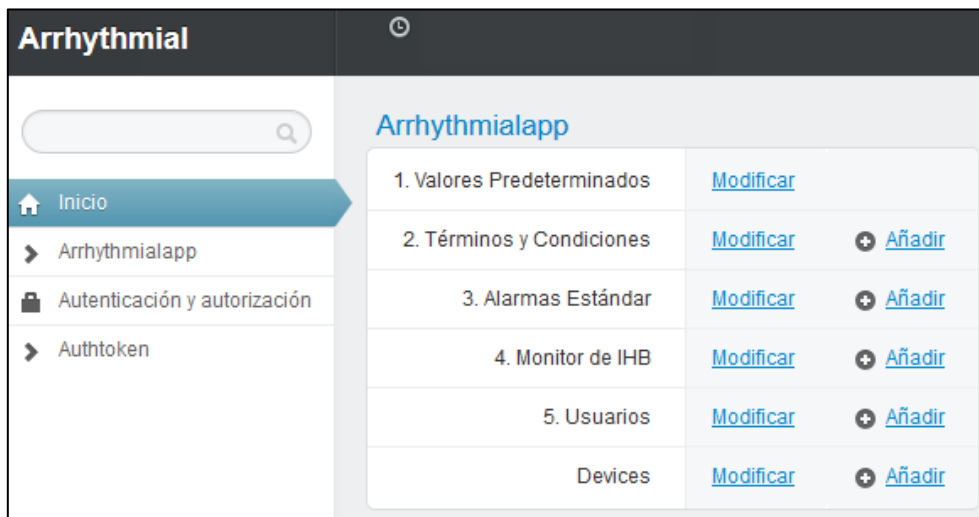 Arrhythmial
Inicio
Arrhythmialapp
Autenticación y autorización
Authtoken
Arrhythmialapp
1. Valores Predeterminados Modificar
2. Términos y Condiciones Modificar Añadir
3. Alarmas Estándar Modificar Añadir
4. Monitor de IHB Modificar Añadir
5. Usuarios Modificar Añadir
Devices Modificar Añadir